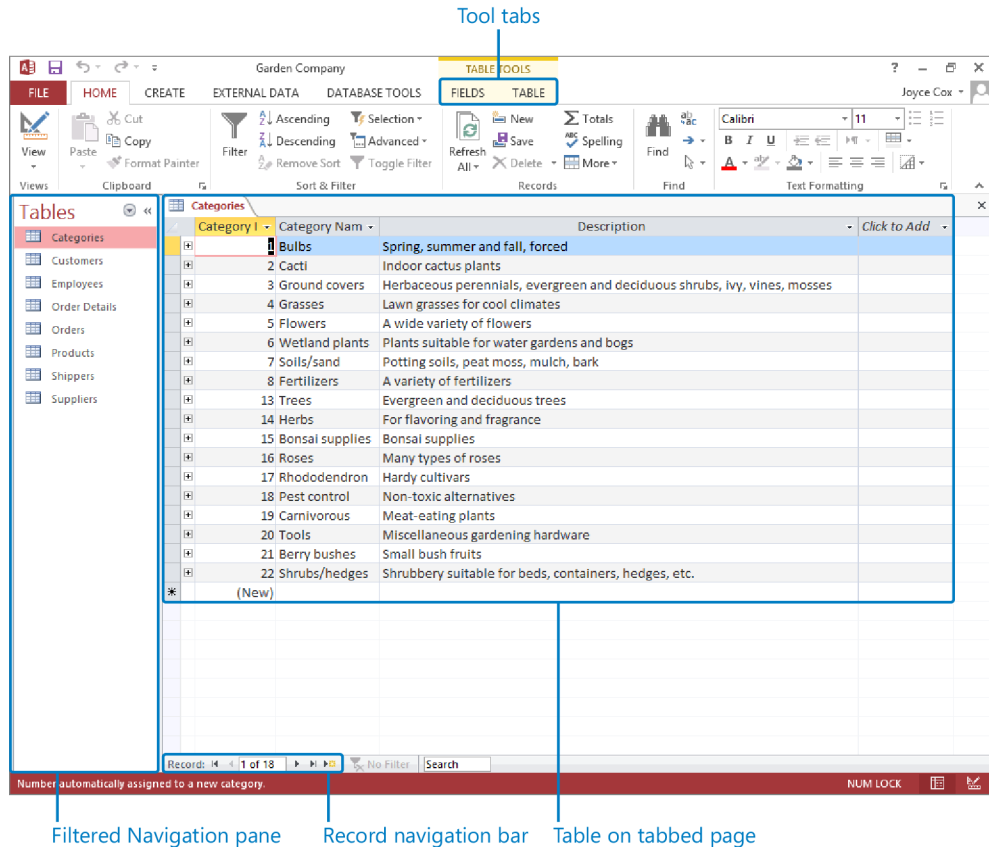 Tool tabs
Garden Company
TABLE TOOLS
?
FILE HOME CREATE EXTERNAL DATA DATABASE TOOLS FIELDS TABLE Joyce Cox
View
Paste
Cut
Copy
Format Painter
Filter
Ascending
Descending
Remove Sort
Selection
Advanced
Toggle Filter
Refresh
All
New
Save
Delete
Totals
Spelling
More
Find
Calibri 11
B I U
Views Clipboard Sort & Filter Records Find Text Formatting
Tables
Categories
Customers
Employees
Order Details
Orders
Products
Shippers
Suppliers
Categories
Category I Category Nam Description Click to Add
1 Bulbs Spring, summer and fall, forced
2 Cacti Indoor cactus plants
3 Ground covers Herbaceous perennials, evergreen and deciduous shrubs, ivy, vines, mosses
4 Grasses Lawn grasses for cool climates
5 Flowers A wide variety of flowers
6 Wetland plants Plants suitable for water gardens and bogs
7 Soils/sand Potting soils, peat moss, mulch, bark
8 Fertilizers A variety of fertilizers
13 Trees Evergreen and deciduous trees
14 Herbs For flavoring and fragrance
15 Bonsai supplies Bonsai supplies
16 Roses Many types of roses
17 Rhododendron Hardy cultivars
18 Pest control Non-toxic alternatives
19 Carnivorous Meat-eating plants
20 Tools Miscellaneous gardening hardware
21 Berry bushes Small bush fruits
22 Shrubs/hedges Shrubbery suitable for beds, containers, hedges, etc.
(New)
Record: 1 of 18 No Filter Search
Number automatically assigned to a new category. NUM LOCK
Filtered Navigation pane Record navigation bar Table on tabbed page